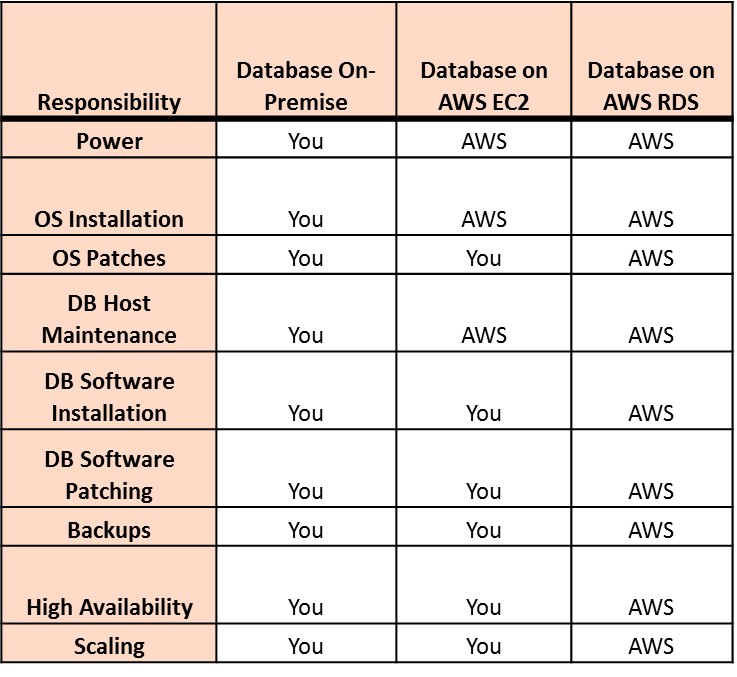 Responsibility Database On-Premise Database on AWS EC2 Database on AWS RDS
Power You AWS AWS
OS Installation You AWS AWS
OS Patches You You AWS
DB Host Maintenance You AWS AWS
DB Software Installation You You AWS
DB Software Patching You You AWS
Backups You You AWS
High Availability You You AWS
Scaling You You AWS